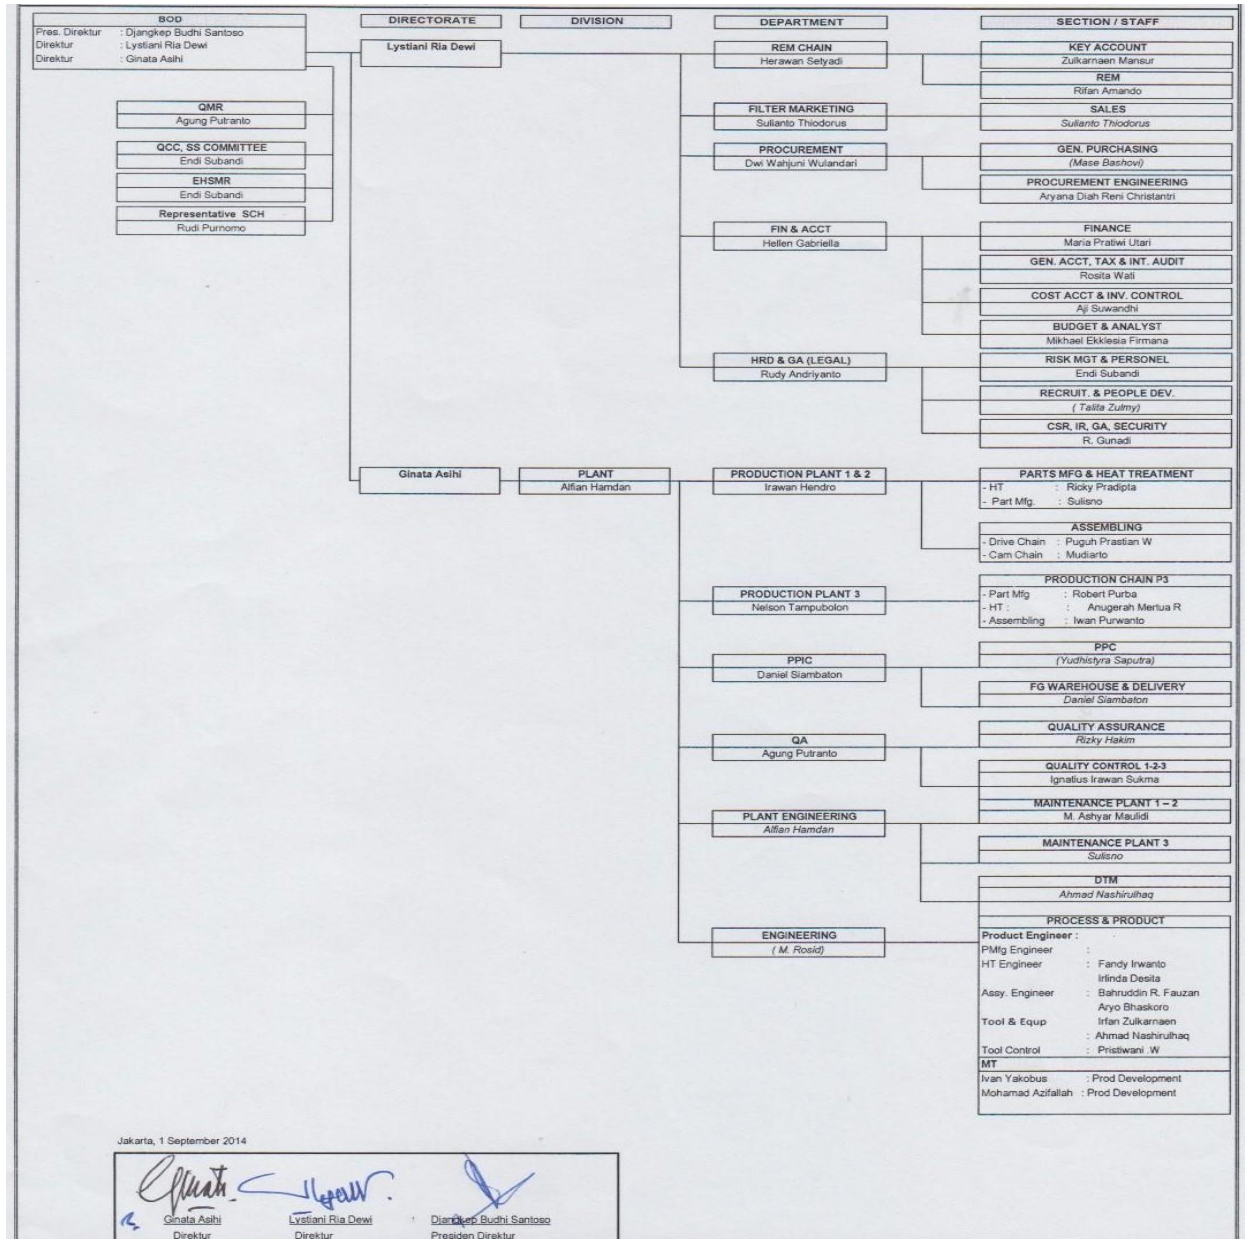 BOD
Pres. Direktur : Djangkep Budhi Santoso
Direktur : Lystiani Ria Dewi
Direktur : Ginata Asihi
QMR
Agung Putranto
QCC, SS COMMITTEE
Endi Subandi
EHSMR
Endi Subandi
Representative SCH
Rudi Purnomo
DIRECTORATE
Lystiani Ria Dewi
Ginata Asihi
DIVISION
PLANT
Alfian Hamdan
DEPARTMENT
REM CHAIN
Herawan Setyadi
FILTER MARKETING
Sulianto Thiodorus
PROCUREMENT
Dwi Wahjuni Wulandari
FIN & ACCT
Hellen Gabriella
HRD & GA (LEGAL)
Rudy Andriyanto
PRODUCTION PLANT 1 & 2
Irawan Hendro
PRODUCTION PLANT 3
Nelson Tampubolon
PPIC
Daniel Siambaton
QA
Agung Putranto
PLANT ENGINEERING
Alfian Hamdan
ENGINEERING
( M. Rosid)
SECTION / STAFF
KEY ACCOUNT
Zulkarnaen Mansur
REM
Rifan Amando
SALES
Sulianto Thiodorus
GEN. PURCHASING
(Mase Bashovi)
PROCUREMENT ENGINEERING
Aryana Diah Reni Christantri
FINANCE
Maria Pratiwi Utari
GEN. ACCT, TAX & INT. AUDIT
Rosita Wati
COST ACCT & INV. CONTROL
Aji Suwandhi
BUDGET & ANALYST
Mikhael Ekklesia Firmana
RISK MGT & PERSONEL
Endi Subandi
RECRUIT. & PEOPLE DEV.
( Talita Zulmy)
CSR, IR, GA, SECURITY
R. Gunadi
PARTS MFG & HEAT TREATMENT
- HT : Ricky Pradipta
- Part Mfg. : Sulisno
ASSEMBLING
- Drive Chain : Puguh Prastian W
- Cam Chain : Mudiarto
PRODUCTION CHAIN P3
- Part Mfg : Robert Purba
- HT : : Anugerah Mertua R
- Assembling : Iwan Purwanto
PPC
(Yudhistyra Saputra)
FG WAREHOUSE & DELIVERY
Daniel Siambaton
QUALITY ASSURANCE
Rizky Hakim
QUALITY CONTROL 1-2-3
Ignatius Irawan Sukma
MAINTENANCE PLANT 1 – 2
M. Ashyar Maulidi
MAINTENANCE PLANT 3
Sulisno
DTM
Ahmad Nashirulhaq
PROCESS & PRODUCT
Product Engineer :
PMfg Engineer :
HT Engineer : Fandy Irwanto
Irlinda Desita
Assy. Engineer : Bahruddin R. Fauzan
Aryo Bhaskoro
Tool & Equp Irfan Zulkarnaen
: Ahmad Nashirulhaq
Tool Control : Pristiwani .W
MT
Ivan Yakobus : Prod Development
Mohamad Azifallah : Prod Development
Jakarta, 1 September 2014
Ginata Asihi Lystiani Ria Dewi Djangkep Budhi Santoso
Direktur Direktur Presiden Direktur